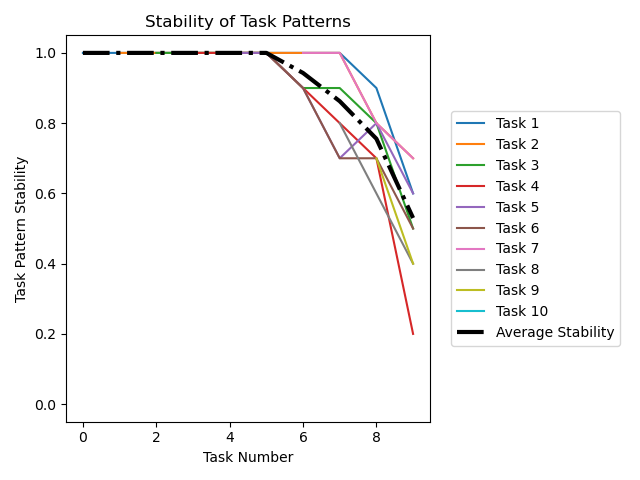 Stability of Task Patterns
Task Pattern Stability
1.0
0.8
0.6
0.4
0.2
0.0
0 2 4 6 8
Task Number
Task 1
Task 2
Task 3
Task 4
Task 5
Task 6
Task 7
Task 8
Task 9
Task 10
Average Stability